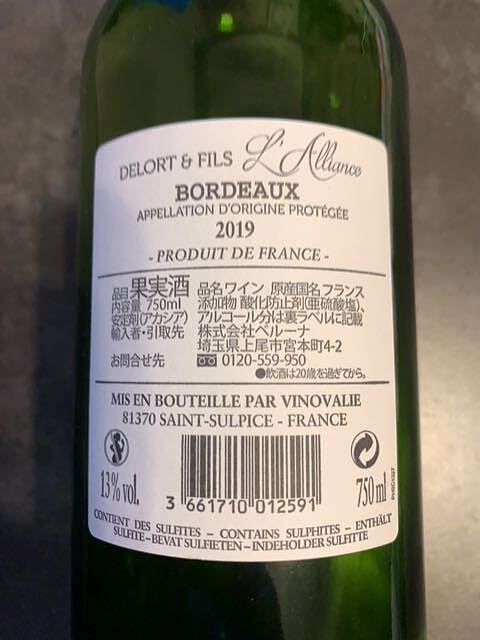 DELORT & FILS L'Alliance
BORDEAUX
APPELLATION D'ORIGINE PROTÉGÉE
2019
- PRODUIT DE FRANCE -
品目 果実酒 品名 ワイン 原産国名 フランス
内容量 750ml 添加物 酸化防止剤(亜硫酸塩)、
安定剤(アカシア) アルコール分は裏ラベルに記載
輸入者・引取先 株式会社ベルーナ
埼玉県上尾市宮本町4-2
お問合せ先 0120-559-950
●飲酒は20歳を過ぎてから。
MIS EN BOUTEILLE PAR VINOVALIE
81370 SAINT-SULPICE - FRANCE
13% vol.
3 661710 012591
750 ml
CONTIENT DES SULFITES – CONTAINS SULPHITES – ENTHÄLT
SULFITE–BEVAT SULFIETEN–INDEHOLDER SULFITTE